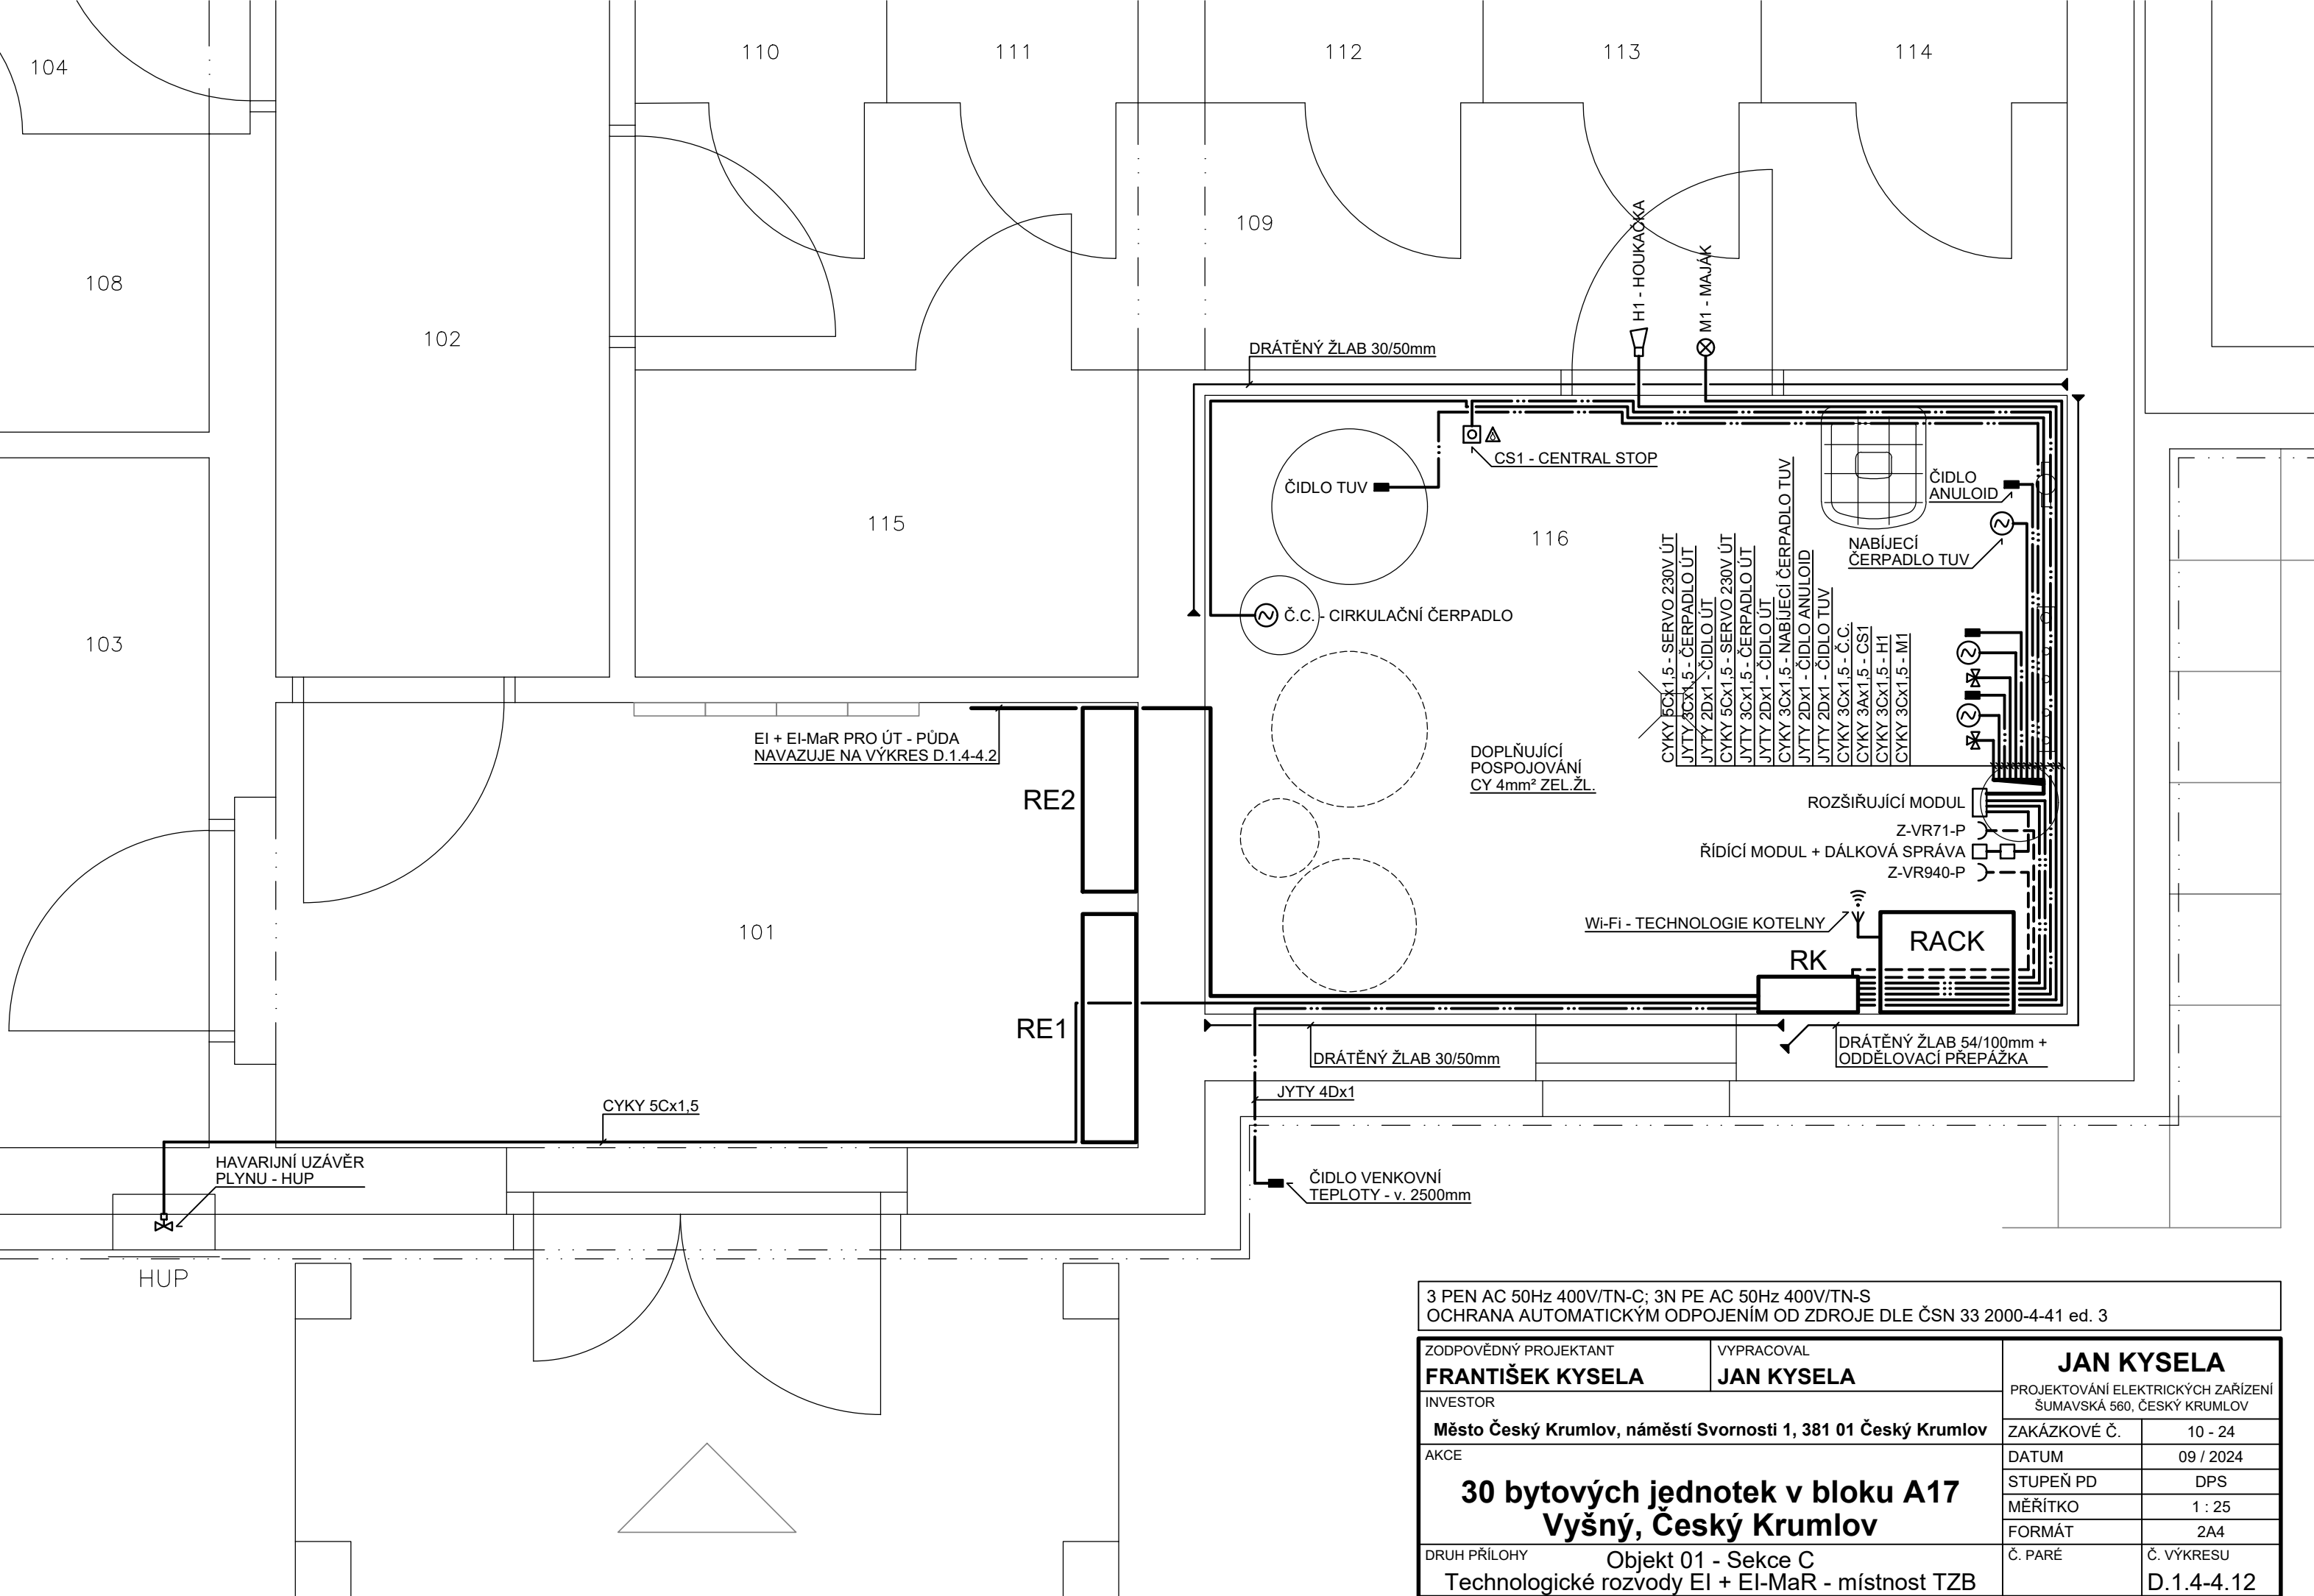 104
110
111
112
113
114
108
102
109
H1 - HOUKAČKA
M1 - MAJÁK
DRÁTĚNÝ ŽLAB 30/50mm
CS1 - CENTRAL STOP
ČIDLO TUV
ČIDLO
ANULOID
115
116
NABÍJECÍ
ČERPADLO TUV
103
Č.C. - CIRKULAČNÍ ČERPADLO
CYKY 5Cx1,5 - SERVO 230V ÚT
JYTY 3Cx1,5 - ČERPADLO ÚT
JYTY 2Dx1 - ČIDLO ÚT
CYKY 5Cx1,5 - SERVO 230V ÚT
JYTY 3Cx1,5 - ČERPADLO ÚT
JYTY 2Dx1 - ČIDLO ÚT
CYKY 3Cx1,5 - NABÍJECÍ ČERPADLO TUV
JYTY 2Dx1 - ČIDLO ANULOID
JYTY 2Dx1 - ČIDLO TUV
CYKY 3Cx1,5 - Č.C.
CYKY 3Ax1,5 - CS1
CYKY 3Cx1,5 - H1
CYKY 3Cx1,5 - M1
EI + EI-MaR PRO ÚT - PŮDA
NAVAZUJE NA VÝKRES D.1.4-4.2
DOPLŇUJÍCÍ
POSPOJOVÁNÍ
CY 4mm² ZEL.ŽL.
RE2
ROZŠIŘUJÍCÍ MODUL
Z-VR71-P
ŘÍDÍCÍ MODUL + DÁLKOVÁ SPRÁVA
Z-VR940-P
101
Wi-Fi - TECHNOLOGIE KOTELNY
RACK
RK
RE1
DRÁTĚNÝ ŽLAB 30/50mm
DRÁTĚNÝ ŽLAB 54/100mm +
ODDĚLOVACÍ PŘEPÁŽKA
JYTY 4Dx1
CYKY 5Cx1,5
HAVARIJNÍ UZÁVĚR
PLYNU - HUP
ČIDLO VENKOVNÍ
TEPLOTY - v. 2500mm
HUP
3 PEN AC 50Hz 400V/TN-C; 3N PE AC 50Hz 400V/TN-S
OCHRANA AUTOMATICKÝM ODPOJENÍM OD ZDROJE DLE ČSN 33 2000-4-41 ed. 3
ZODPOVĚDNÝ PROJEKTANT
FRANTIŠEK KYSELA
VYPRACOVAL
JAN KYSELA
JAN KYSELA
PROJEKTOVÁNÍ ELEKTRICKÝCH ZAŘÍZENÍ
ŠUMAVSKÁ 560, ČESKÝ KRUMLOV
INVESTOR
Město Český Krumlov, náměstí Svornosti 1, 381 01 Český Krumlov
ZAKÁZKOVÉ Č. 10 - 24
AKCE
30 bytových jednotek v bloku A17
Vyšný, Český Krumlov
DATUM 09 / 2024
STUPEŇ PD DPS
MĚŘÍTKO 1 : 25
FORMÁT 2A4
DRUH PŘÍLOHY
Objekt 01 - Sekce C
Technologické rozvody EI + EI-MaR - místnost TZB
Č. PARÉ
Č. VÝKRESU
D.1.4-4.12